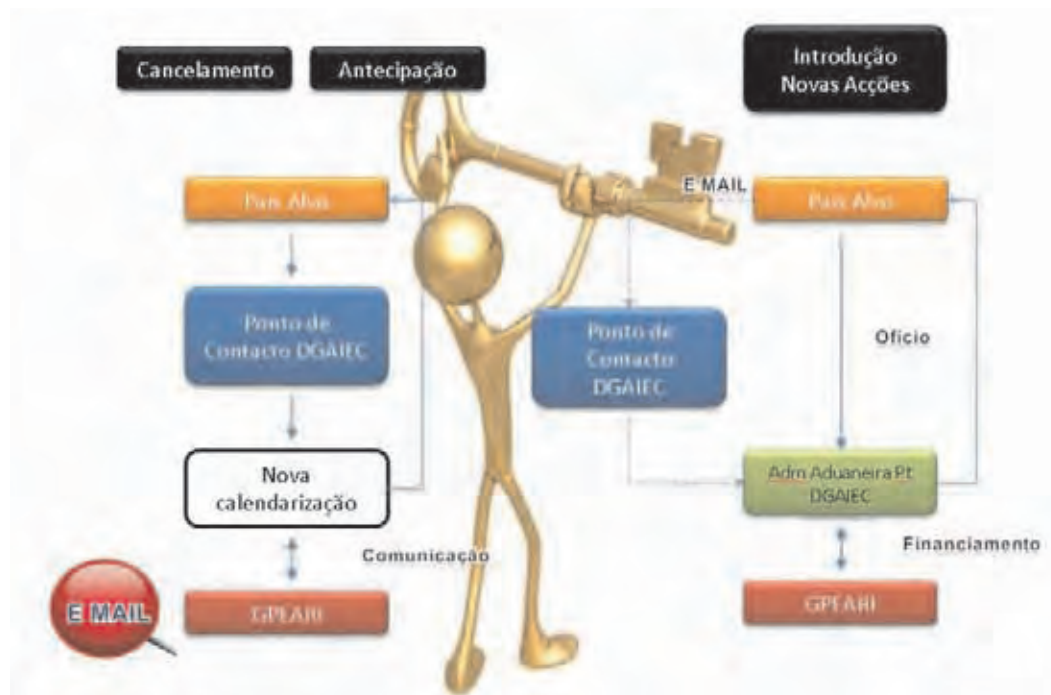 Cancelamento
Antecipação
Introdução
Novas Acções
País Alvo
E MAIL
País Alvo
Ponto de
Contacto DGAIEC
Ponto de
Contacto
DGAIEC
Ofício
Nova
calendarização
Adm Aduaneira Pt
DGAIEC
Comunicação
Financiamento
E MAIL
GPEARI
GPEARI